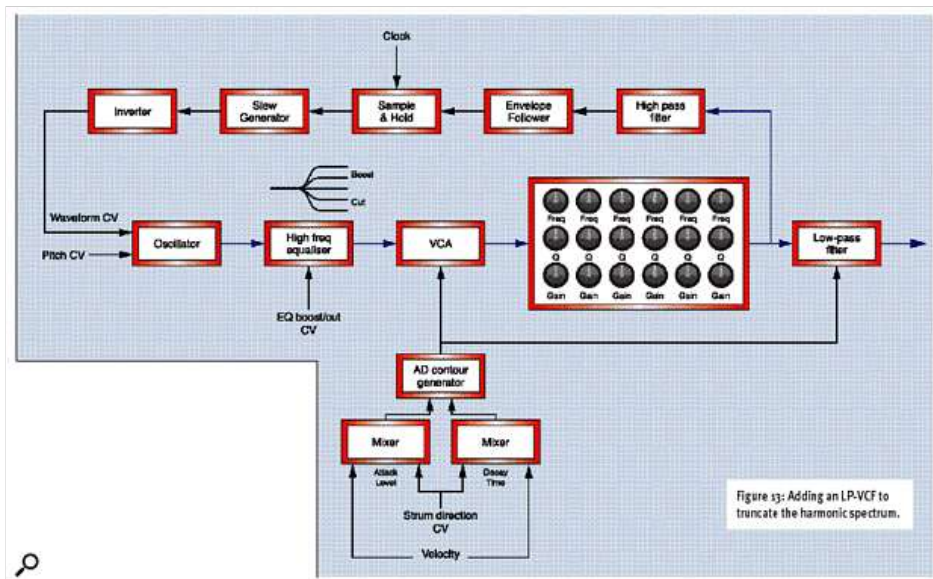 Clock
Inverter
Slew
Generator
Sample
& Hold
Envelope
Follower
High pass
filter
Boost
Cut
Waveform CV
Pitch CV
Oscillator
High freq
equaliser
VCA
Freq Freq Freq Freq Freq Freq
Q Q Q Q Q Q
Gain Gain Gain Gain Gain Gain
Low-pass
filter
EQ boost/cut
CV
AD contour
generator
Mixer
Mixer
Attack
Level
Decay
Time
Strum direction
CV
Velocity
Figure 13: Adding an LP-VCF to
truncate the harmonic spectrum.